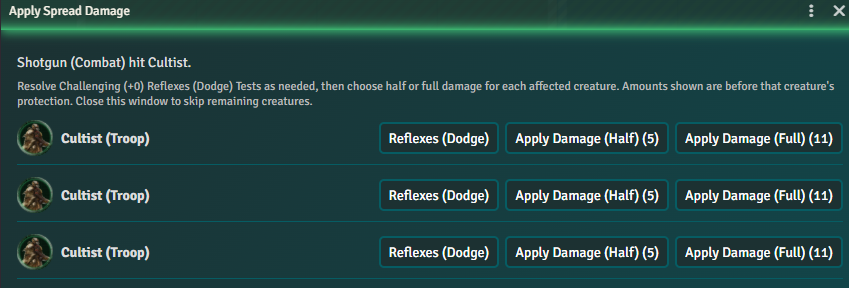 Apply Spread Damage
Shotgun (Combat) hit Cultist.
Resolve Challenging (+0) Reflexes (Dodge) Tests as needed, then choose half or full damage for each affected creature. Amounts shown are before that creature's
protection. Close this window to skip remaining creatures.
Cultist (Troop) Reflexes (Dodge) Apply Damage (Half) (5) Apply Damage (Full) (11)
Cultist (Troop) Reflexes (Dodge) Apply Damage (Half) (5) Apply Damage (Full) (11)
Cultist (Troop) Reflexes (Dodge) Apply Damage (Half) (5) Apply Damage (Full) (11)